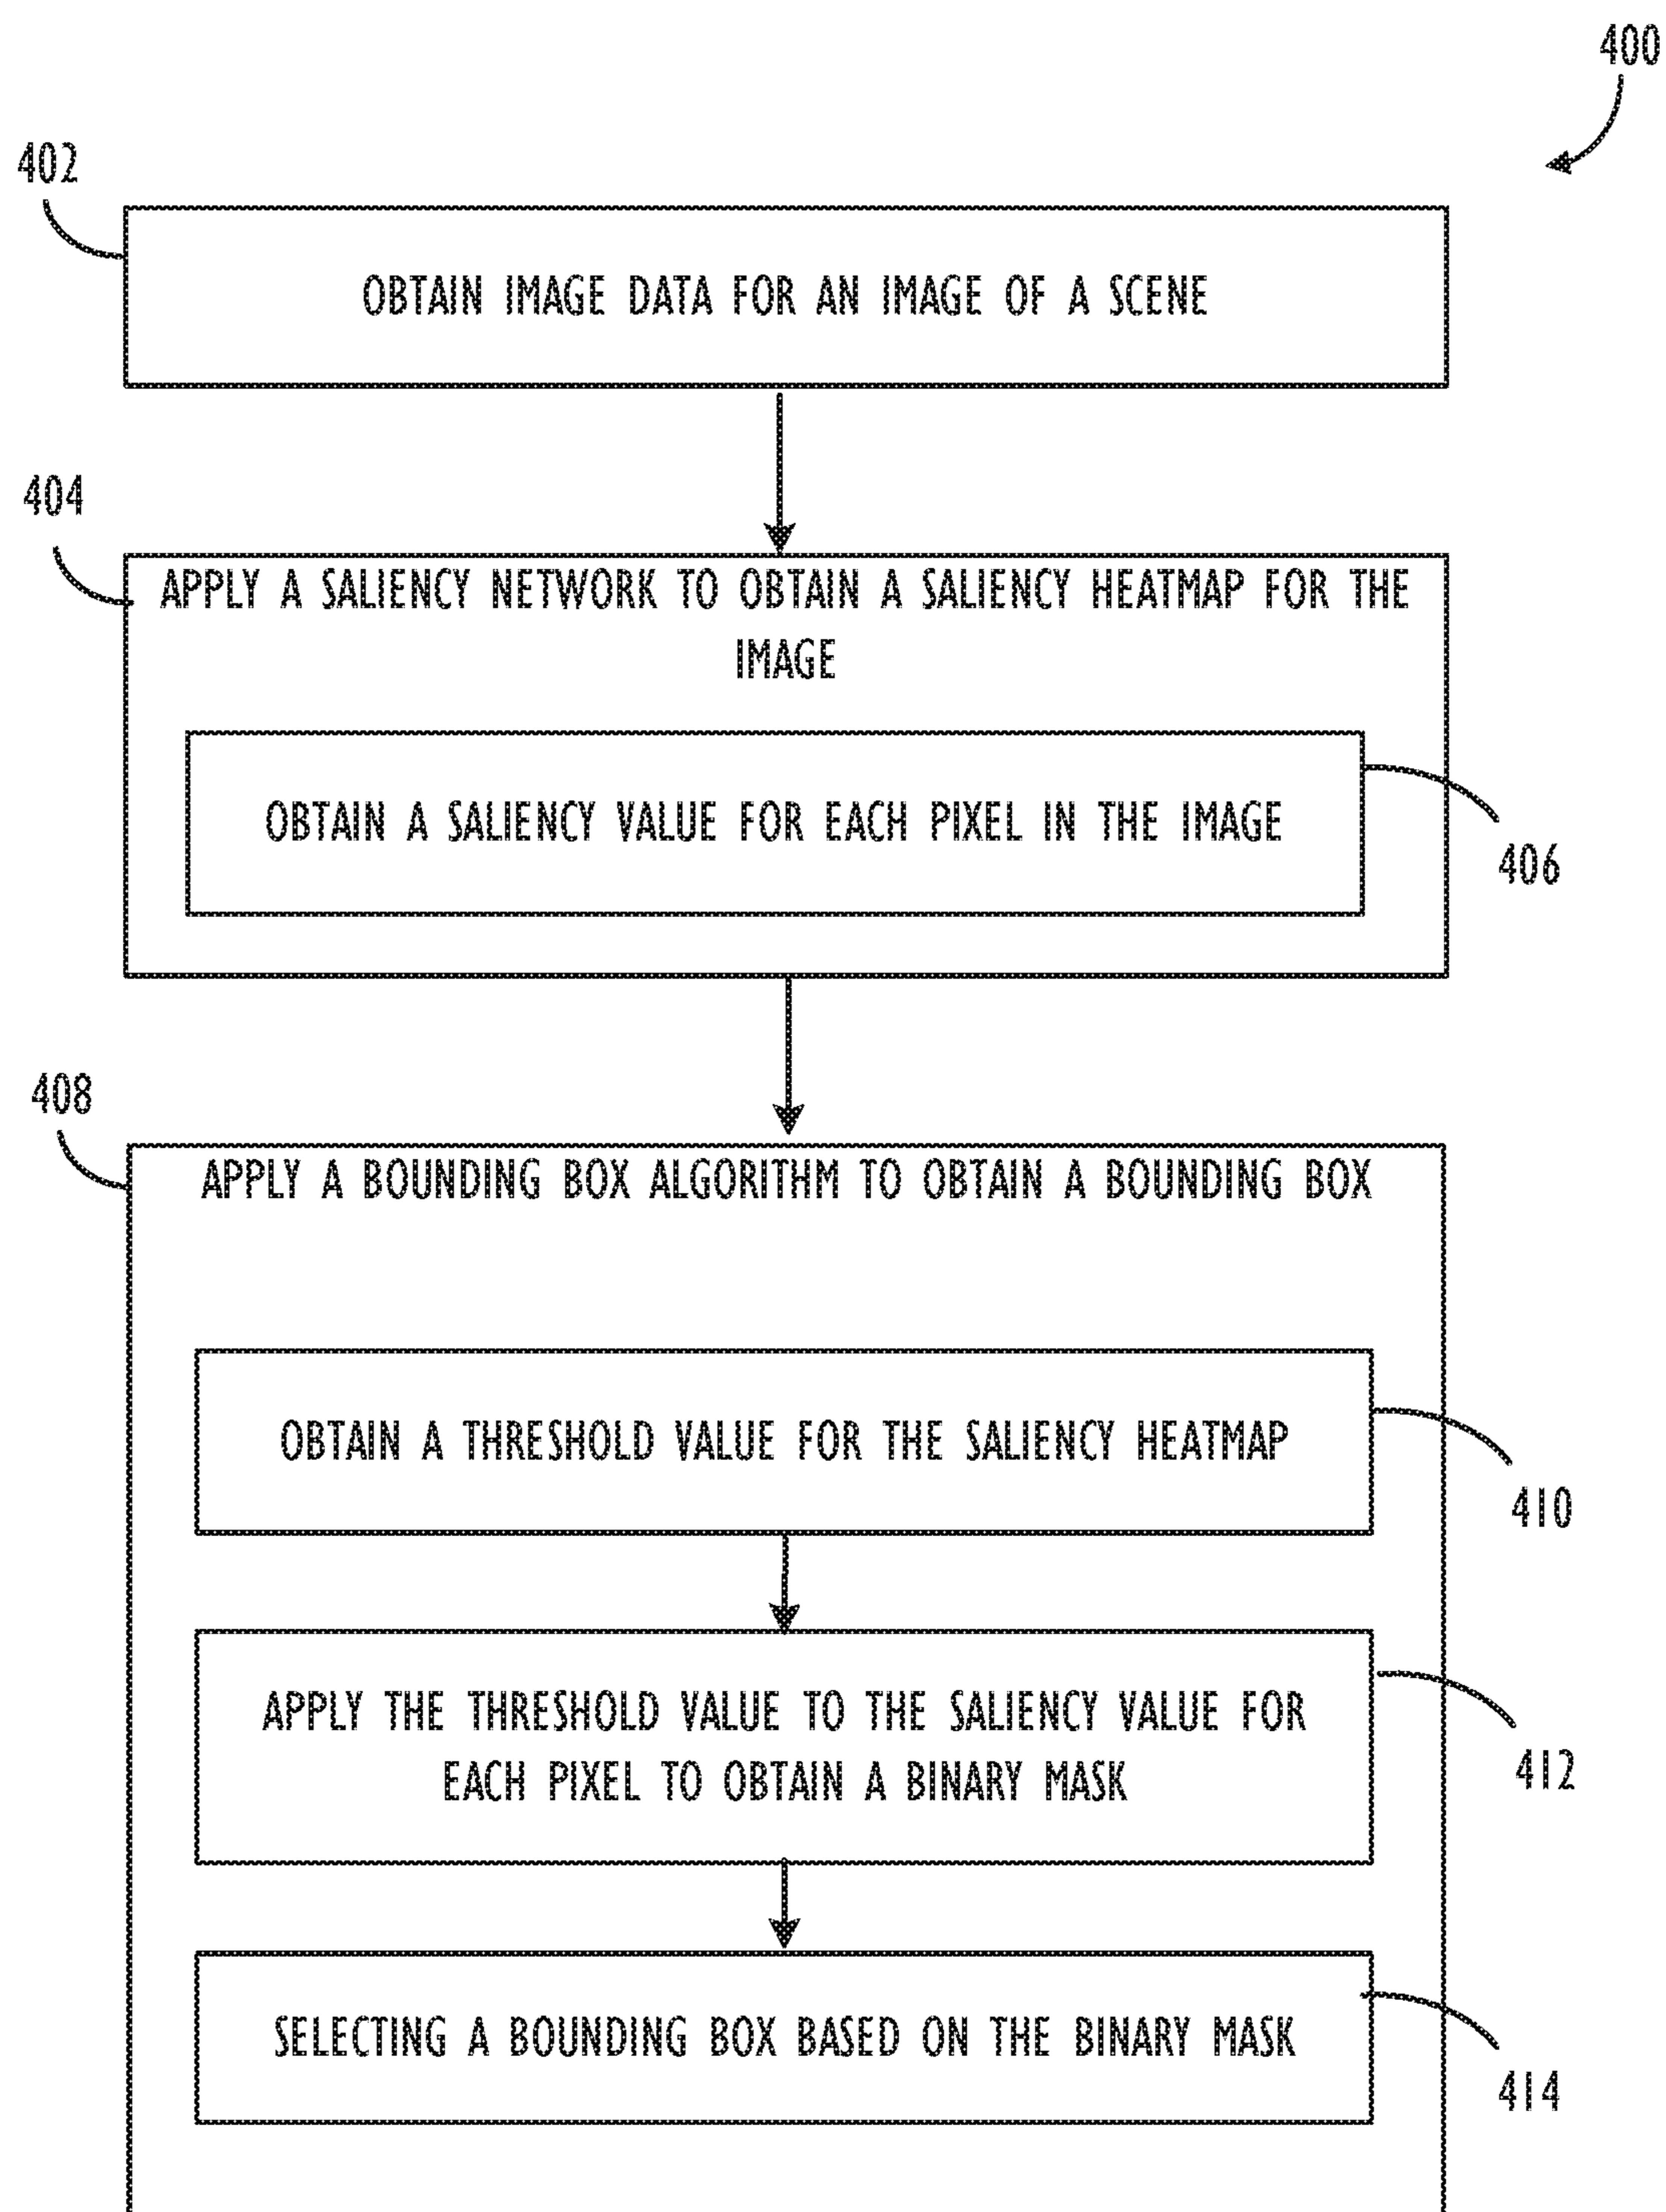 400
402
OBTAIN IMAGE DATA FOR AN IMAGE OF A SCENE
404
APPLY A SALIENCY NETWORK TO OBTAIN A SALIENCY HEATMAP FOR THE
IMAGE
OBTAIN A SALIENCY VALUE FOR EACH PIXEL IN THE IMAGE
406
408
APPLY A BOUNDING BOX ALGORITHM TO OBTAIN A BOUNDING BOX
OBTAIN A THRESHOLD VALUE FOR THE SALIENCY HEATMAP
410
APPLY THE THRESHOLD VALUE TO THE SALIENCY VALUE FOR
EACH PIXEL TO OBTAIN A BINARY MASK
412
SELECTING A BOUNDING BOX BASED ON THE BINARY MASK
414